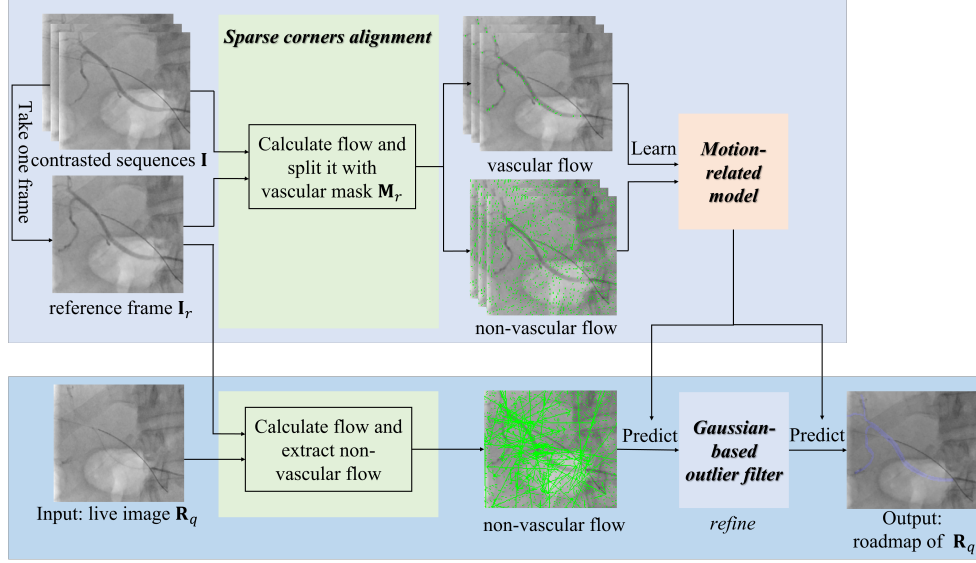 Sparse corners alignment
Take one frame
contrasted sequences I
Calculate flow and
split it with
vascular mask Mᵣ
vascular flow
Learn
Motion-
related
model
reference frame Iᵣ
non-vascular flow
Input: live image R_q
Calculate flow and
extract non-
vascular flow
non-vascular flow
Predict
Gaussian-
based
outlier filter
refine
Predict
Output:
roadmap of R_q